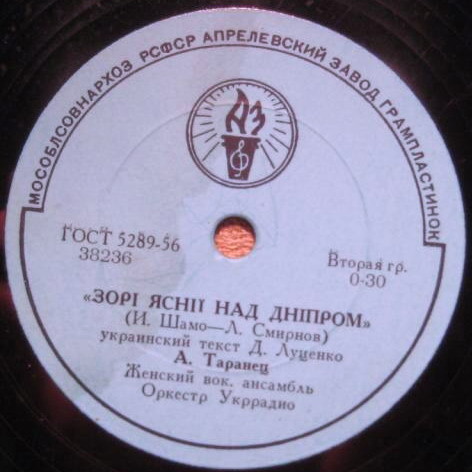 МОСОБЛСОВНАРХОЗ РСФСР АПРЕЛЕВСКИЙ ЗАВОД ГРАМПЛАСТИНОК
АЗ
ГОСТ 5289-56
38236
Вторая гр.
0-30
«ЗОРІ ЯСНІЇ НАД ДНІПРОМ»
(И. Шамо—Л. Смирнов)
украинский текст Д. Луценко
А. Таранец
Женский вок. ансамбль
Оркестр Укррадио